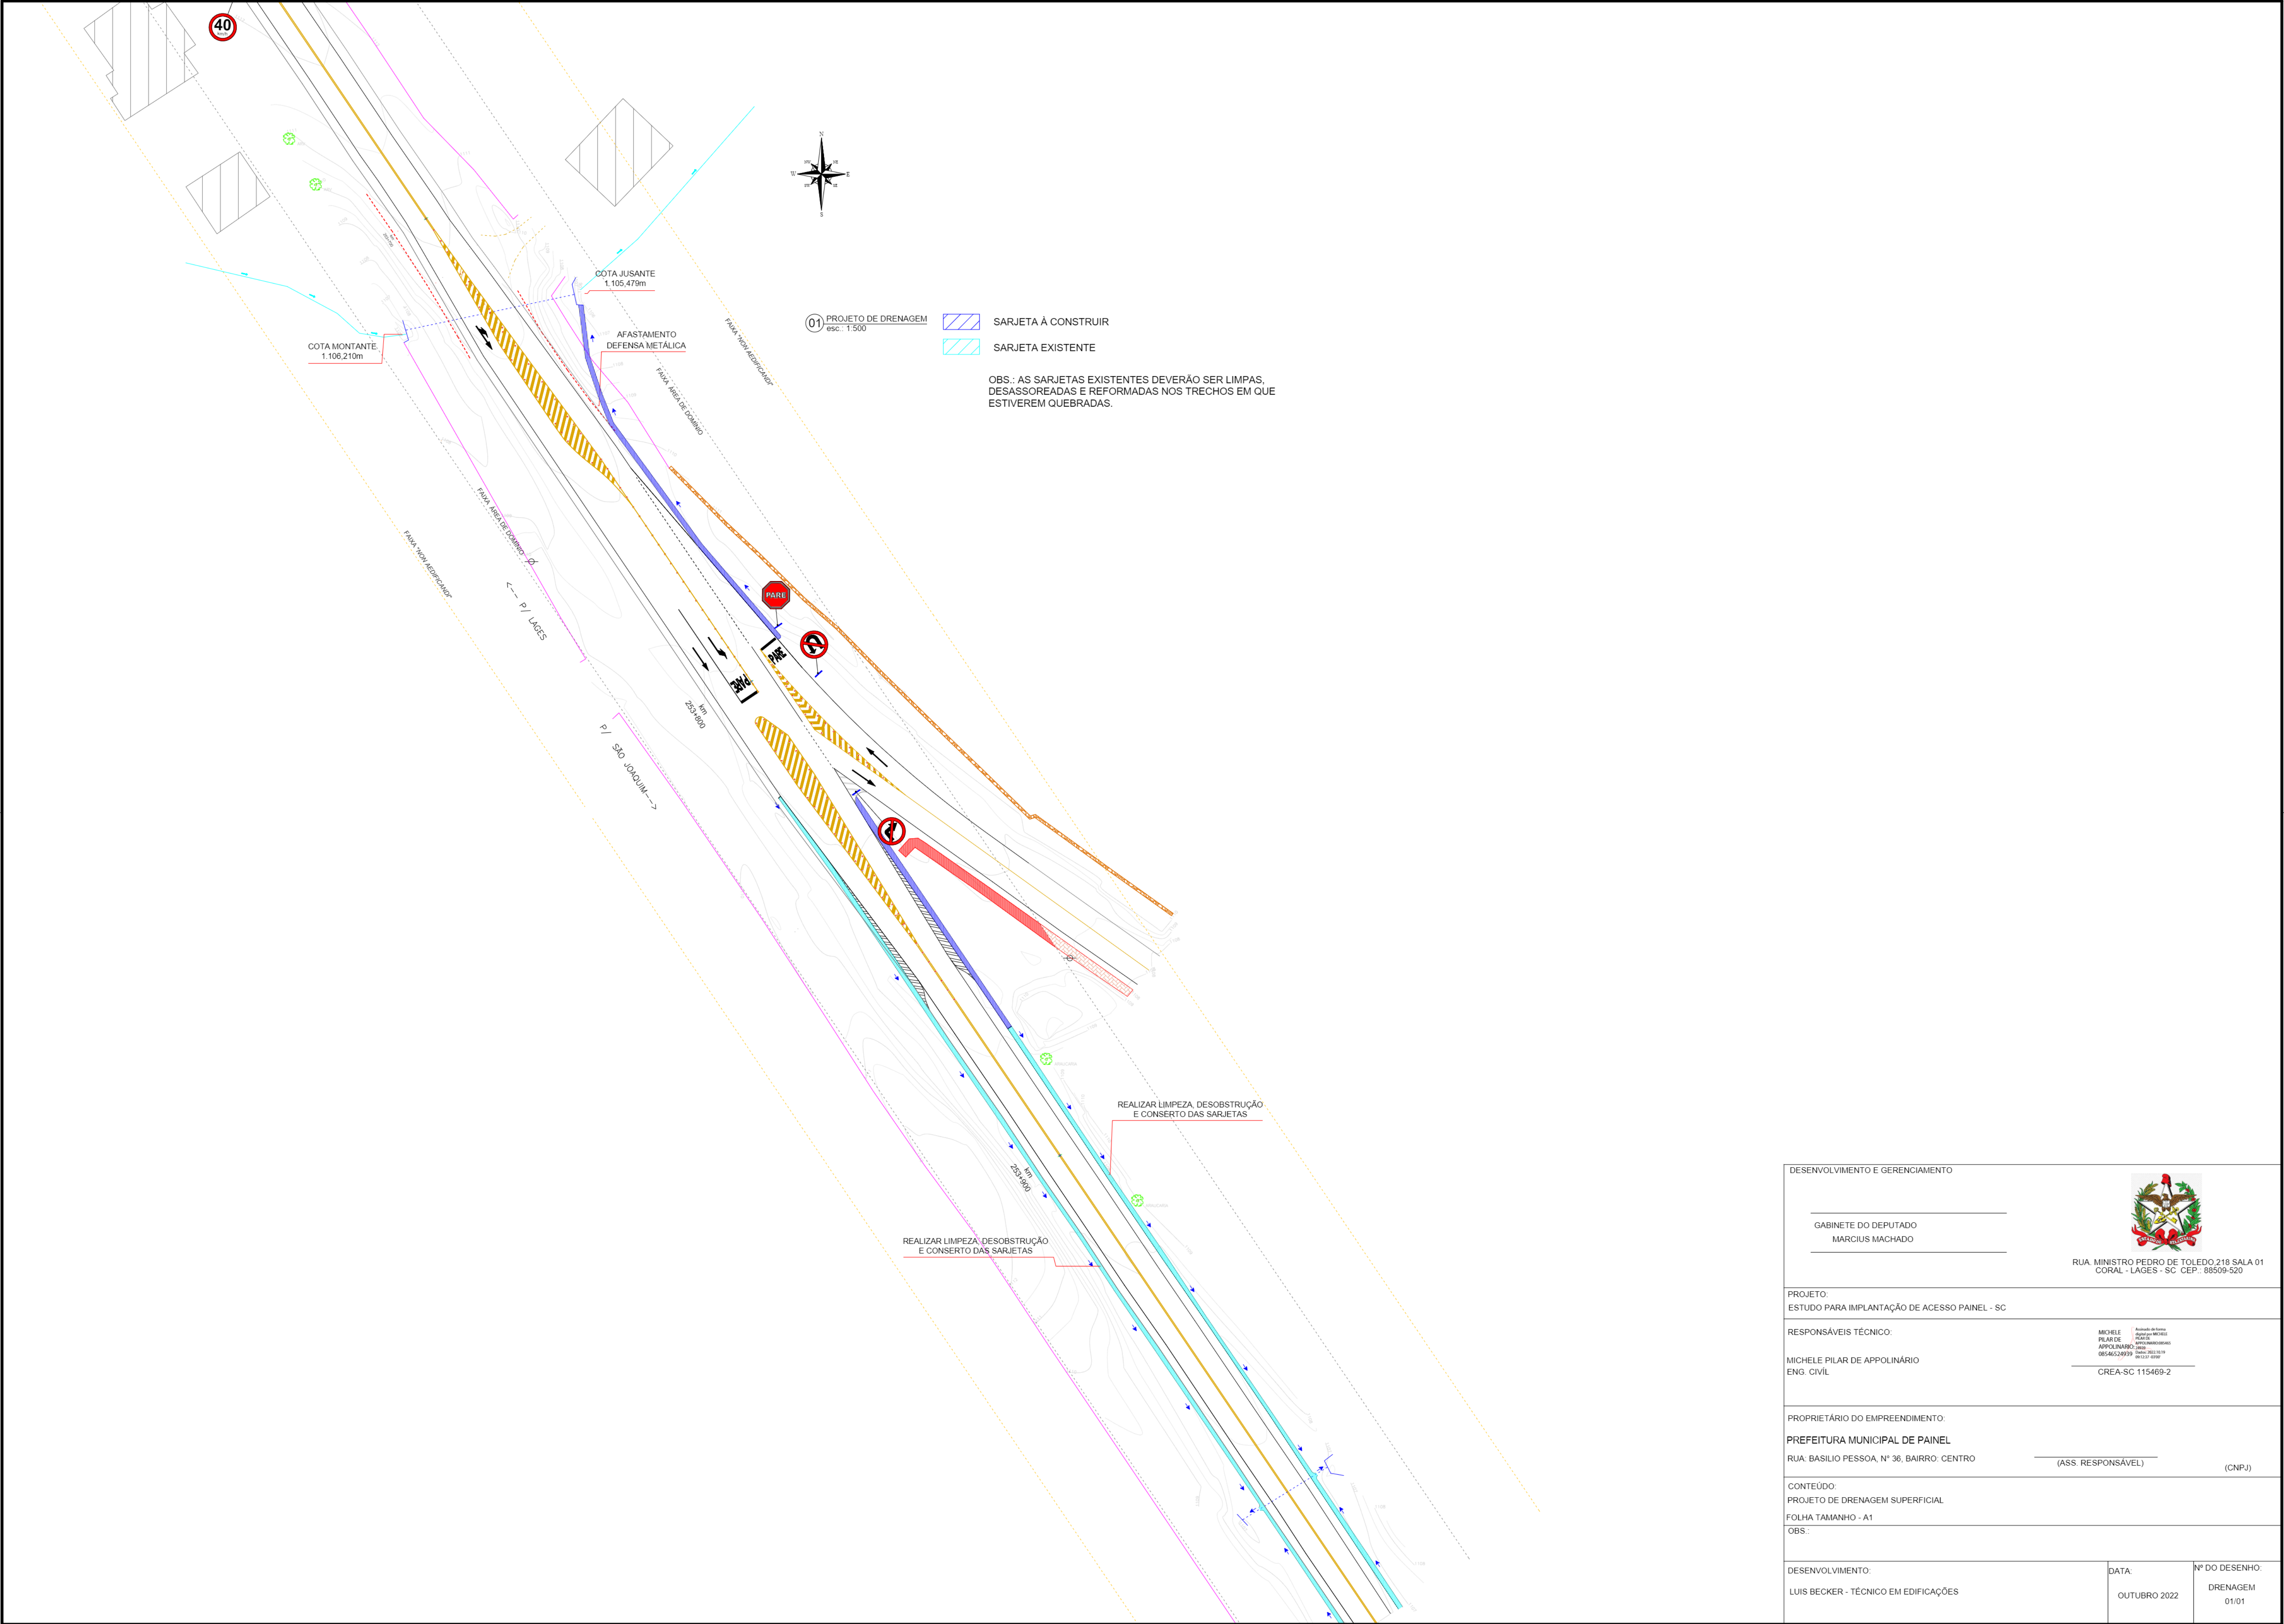 40
N
W
E
S
COTA JUSANTE
1.105,479m
AFASTAMENTO
DEFENSA METÁLICA
COTA MONTANTE
1.106,210m
01
PROJETO DE DRENAGEM
esc.: 1:500
SARJETA À CONSTRUIR
SARJETA EXISTENTE
OBS.: AS SARJETAS EXISTENTES DEVERÃO SER LIMPAS,
DESASSOREADAS E REFORMADAS NOS TRECHOS EM QUE
ESTIVEREM QUEBRADAS.
FAIXA "NON AEDIFICANDI"
FAIXA ÁREA DE DOMÍNIO
FAIXA ÁREA DE DOMÍNIO
FAIXA "NON AEDIFICANDI"
<--- P/ LAGES
PARE
PARE
PARE
km
253+800
P/ SÃO JOAQUIM--->
REALIZAR LIMPEZA, DESOBSTRUÇÃO
E CONSERTO DAS SARJETAS
km
253+900
REALIZAR LIMPEZA, DESOBSTRUÇÃO
E CONSERTO DAS SARJETAS
DESENVOLVIMENTO E GERENCIAMENTO
GABINETE DO DEPUTADO
MARCIUS MACHADO
RUA. MINISTRO PEDRO DE TOLEDO,218 SALA 01
CORAL - LAGES - SC CEP.: 88509-520
PROJETO:
ESTUDO PARA IMPLANTAÇÃO DE ACESSO PAINEL - SC
RESPONSÁVEIS TÉCNICO:
MICHELE PILAR DE APPOLINÁRIO
ENG. CIVÍL
MICHELE
PILAR DE
APPOLINARIO:
08546524939
CREA-SC 115469-2
PROPRIETÁRIO DO EMPREENDIMENTO:
PREFEITURA MUNICIPAL DE PAINEL
RUA: BASILIO PESSOA, N° 36, BAIRRO: CENTRO
(ASS. RESPONSÁVEL)
(CNPJ)
CONTEÚDO:
PROJETO DE DRENAGEM SUPERFICIAL
FOLHA TAMANHO - A1
OBS.:
DESENVOLVIMENTO:
LUIS BECKER - TÉCNICO EM EDIFICAÇÕES
DATA:
OUTUBRO 2022
Nº DO DESENHO:
DRENAGEM
01/01